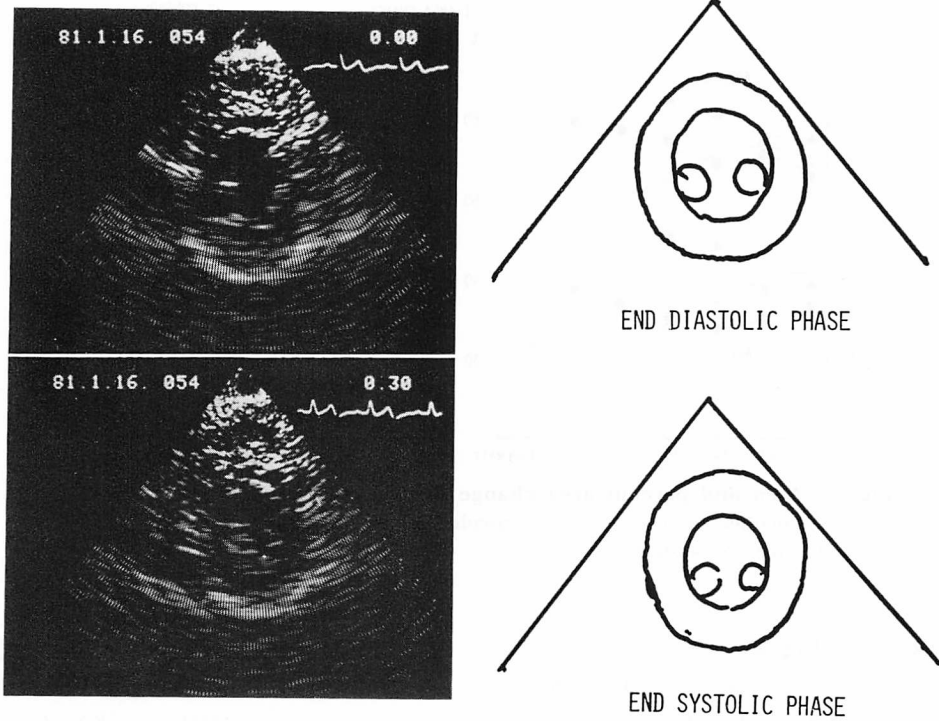 81.1.16. 054 0.00
END DIASTOLIC PHASE
81.1.16. 054 0.30
END SYSTOLIC PHASE